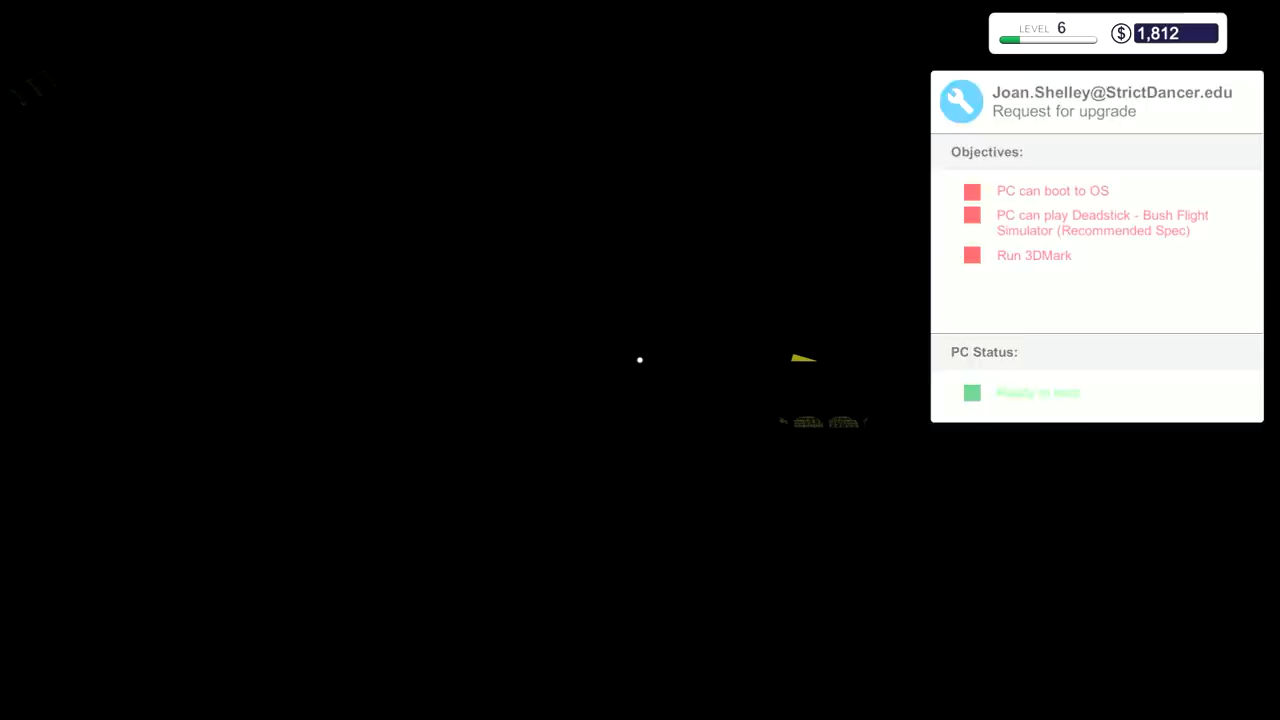 LEVEL 6
$ 1,812
Joan.Shelley@StrictDancer.edu
Request for upgrade
Objectives:
PC can boot to OS
PC can play Deadstick - Bush Flight
Simulator (Recommended Spec)
Run 3DMark
PC Status: